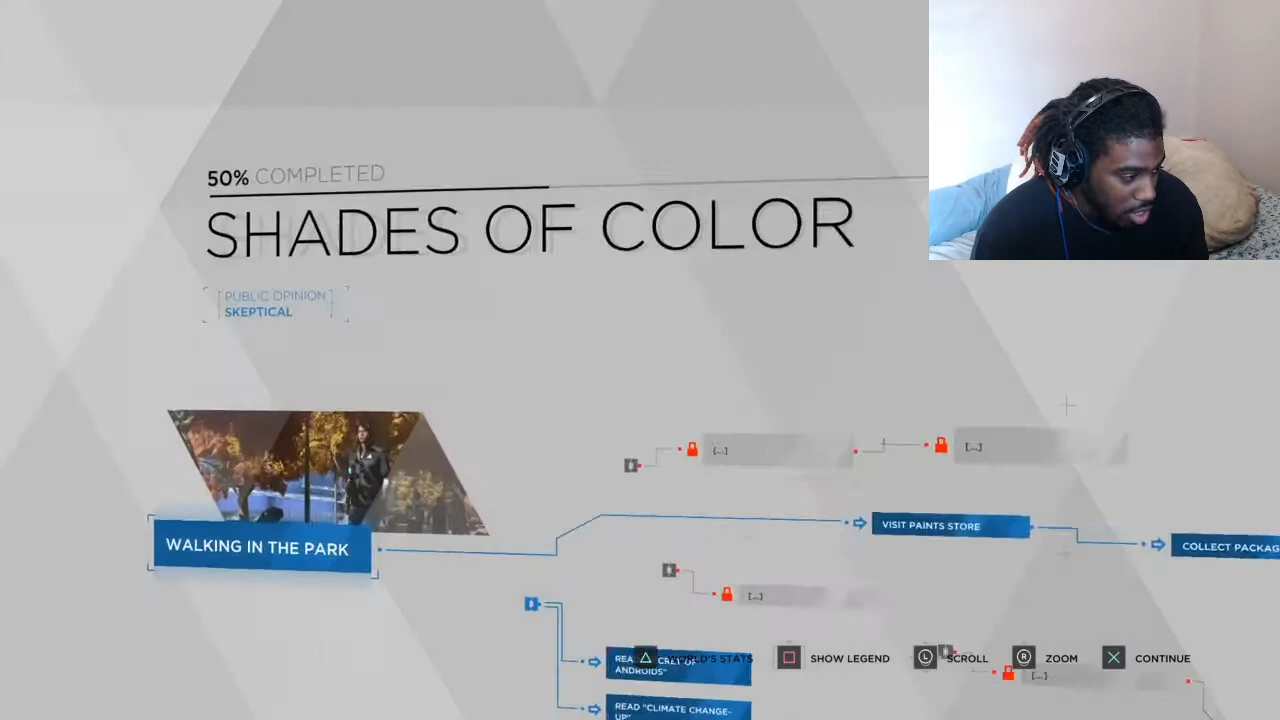 50% COMPLETED
SHADES OF COLOR
PUBLIC OPINION
SKEPTICAL
[...]
[...]
VISIT PAINTS STORE
WALKING IN THE PARK
COLLECT PACKAG
[...]
WORLD'S STATS
SHOW LEGEND
L
SCROLL
R
ZOOM
CONTINUE
ANDROIDS"
[...]
READ "CLIMATE CHANGE-
UP"